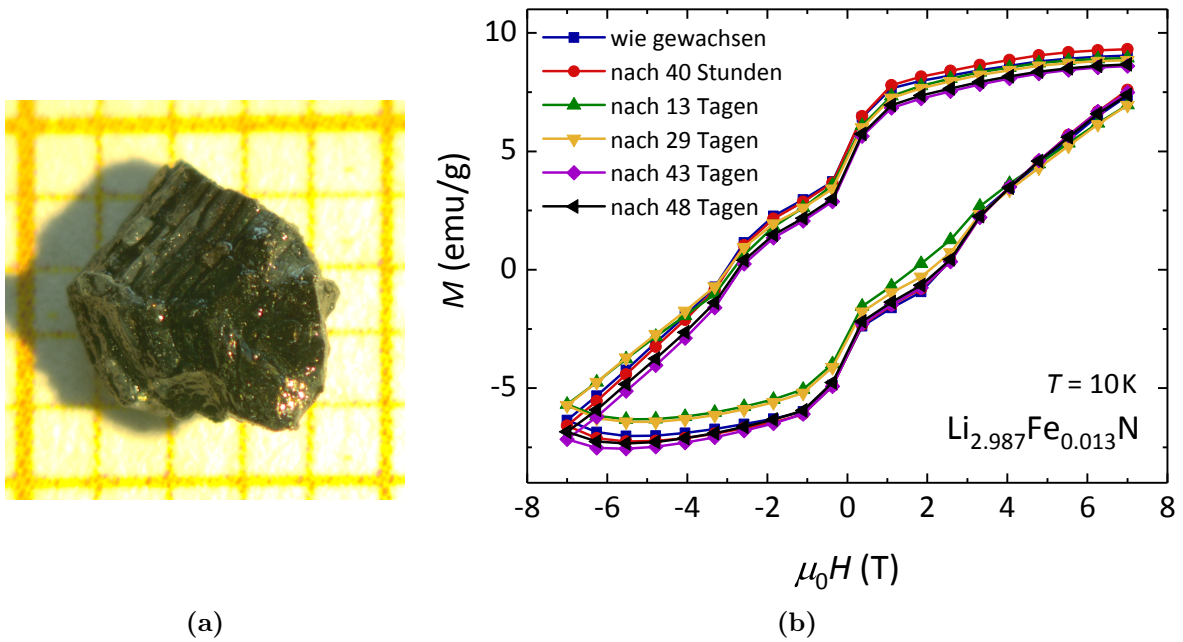 10
5
0
-5
M (emu/g)
wie gewachsen
nach 40 Stunden
nach 13 Tagen
nach 29 Tagen
nach 43 Tagen
nach 48 Tagen
T = 10 K
Li2.987Fe0.013N
-8 -6 -4 -2 0 2 4 6 8
μ0H (T)
(a) (b)